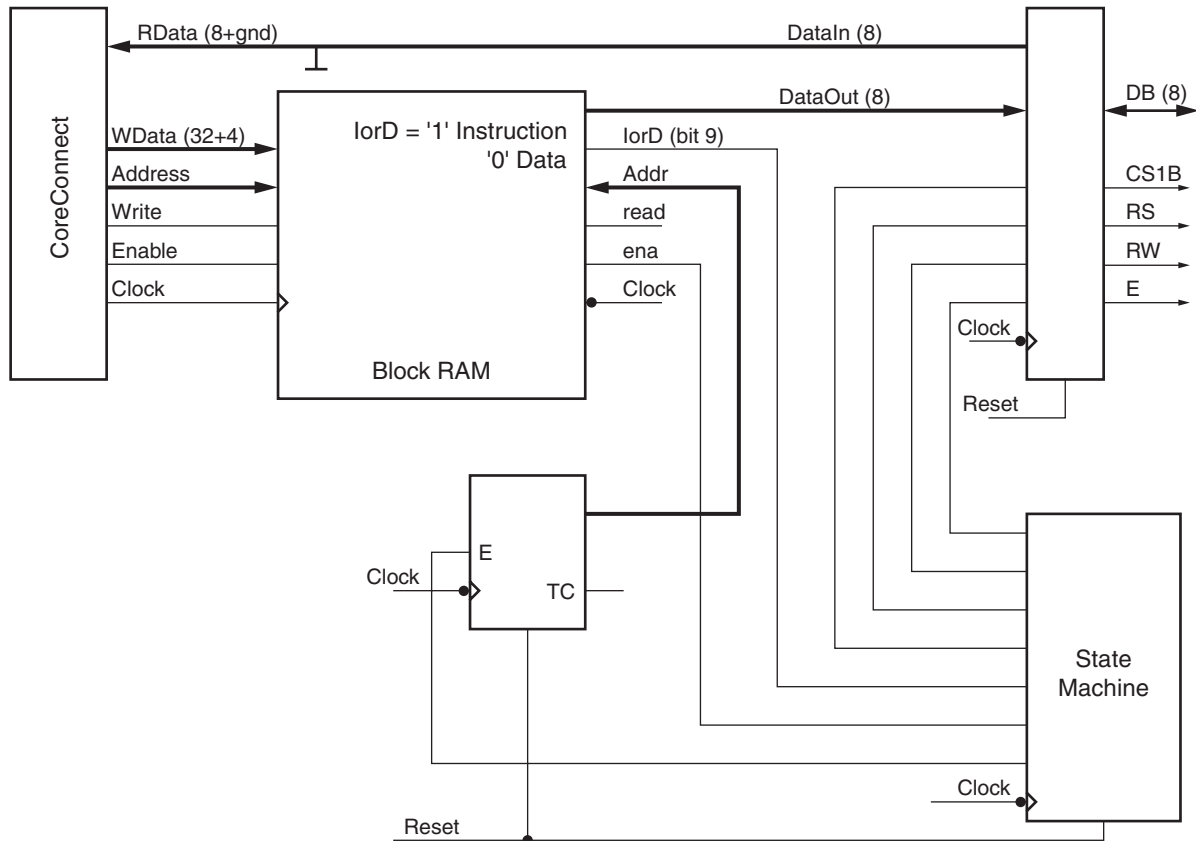 RData (8+gnd)
DataIn (8)
CoreConnect
WData (32+4)
Address
Write
Enable
Clock
IorD = '1' Instruction
'0' Data
Block RAM
DataOut (8)
IorD (bit 9)
Addr
read
ena
Clock
DB (8)
CS1B
RS
RW
E
Clock
Reset
E
Clock
TC
State
Machine
Clock
Reset